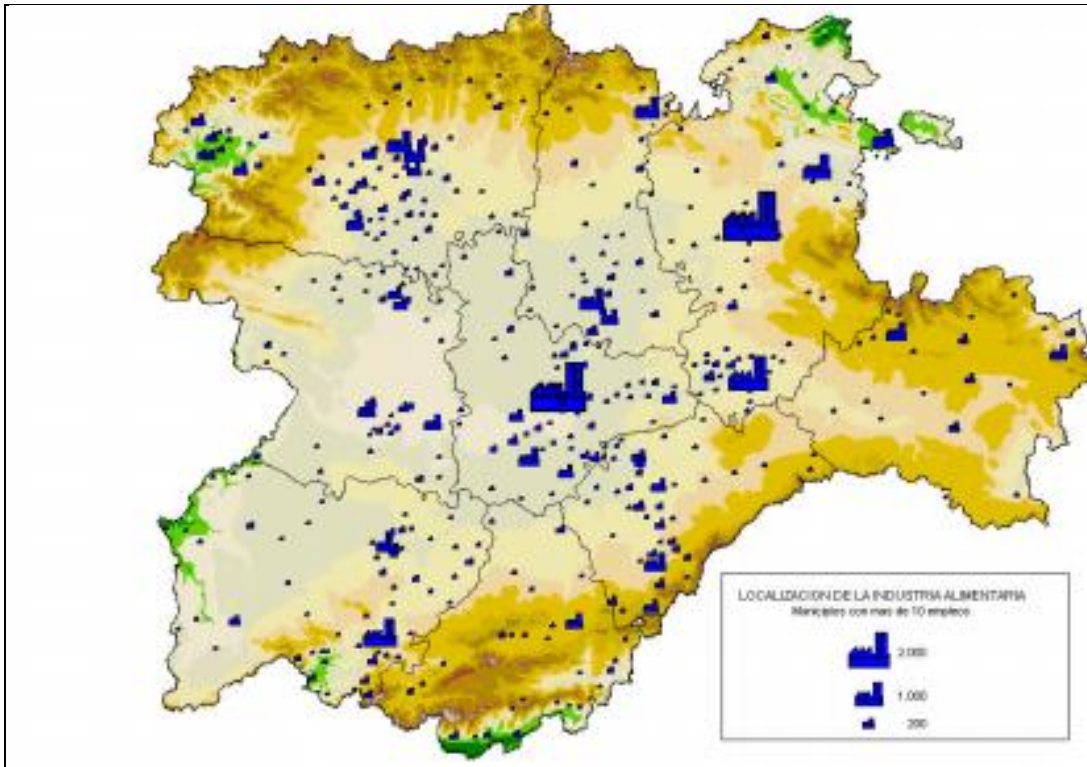 LOCALIZACION DE LA INDUSTRIA ALIMENTARIA
Municipios con mas de 10 empleos
2.000
1.000
200